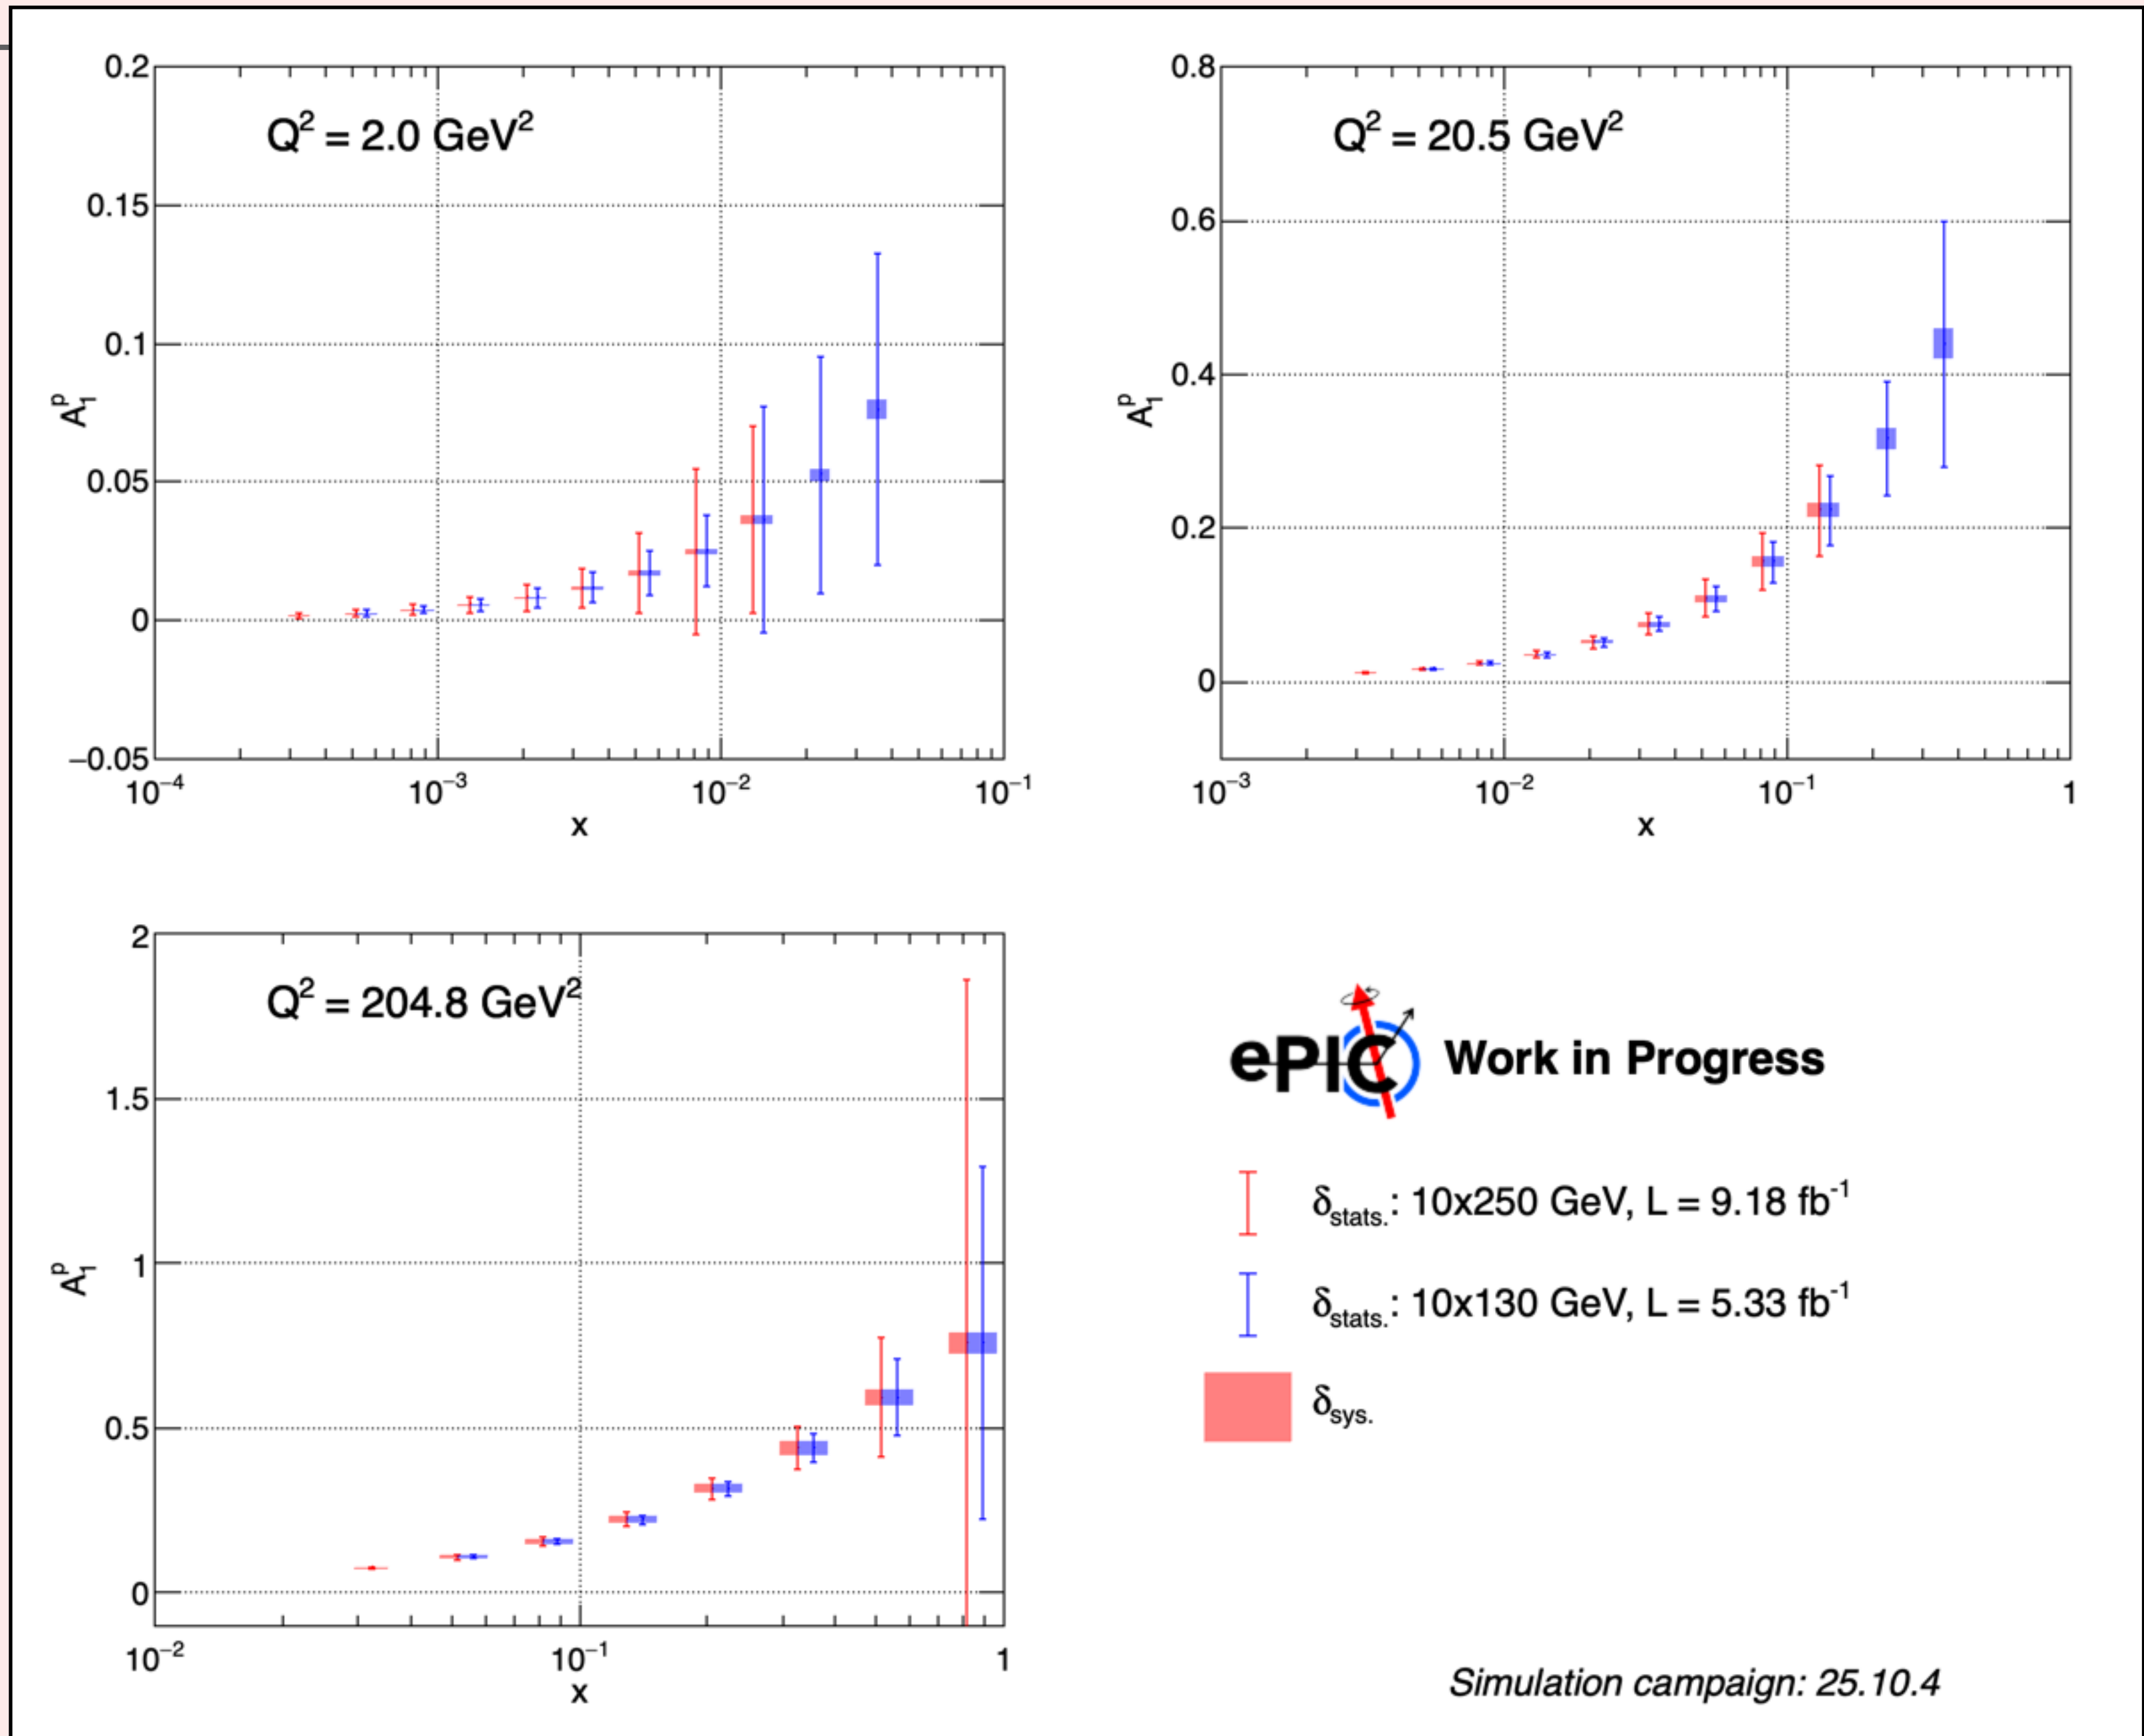 Q² = 2.0 GeV²
0.2
0.15
0.1
0.05
0
−0.05
A₁ᵖ
10⁻⁴ 10⁻³ 10⁻² 10⁻¹
x
Q² = 20.5 GeV²
0.8
0.6
0.4
0.2
0
A₁ᵖ
10⁻³ 10⁻² 10⁻¹ 1
x
Q² = 204.8 GeV²
2
1.5
1
0.5
0
A₁ᵖ
10⁻² 10⁻¹ 1
x
ePIC Work in Progress
δstats.: 10x250 GeV, L = 9.18 fb⁻¹
δstats.: 10x130 GeV, L = 5.33 fb⁻¹
δsys.
Simulation campaign: 25.10.4